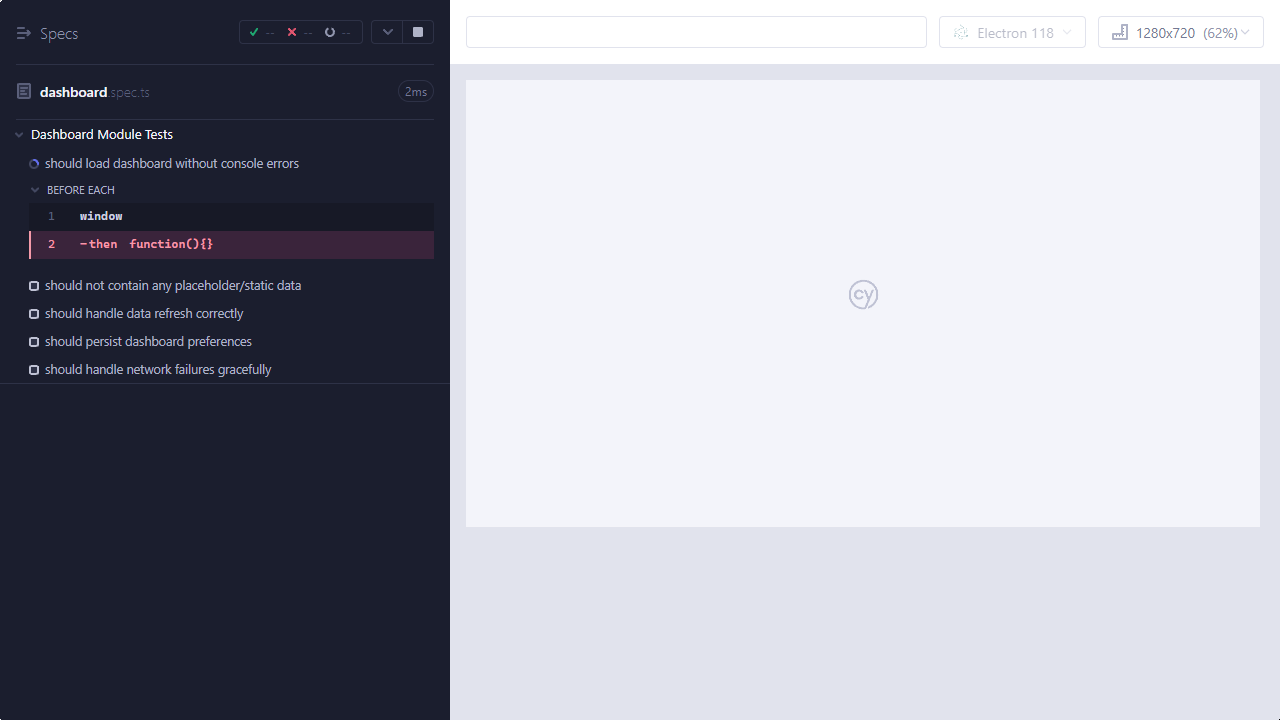 Specs -- -- --
dashboard.spec.ts 2ms
Dashboard Module Tests
should load dashboard without console errors
BEFORE EACH
1 window
2 -then function(){}
should not contain any placeholder/static data
should handle data refresh correctly
should persist dashboard preferences
should handle network failures gracefully
Electron 118
1280x720 (62%)
cy